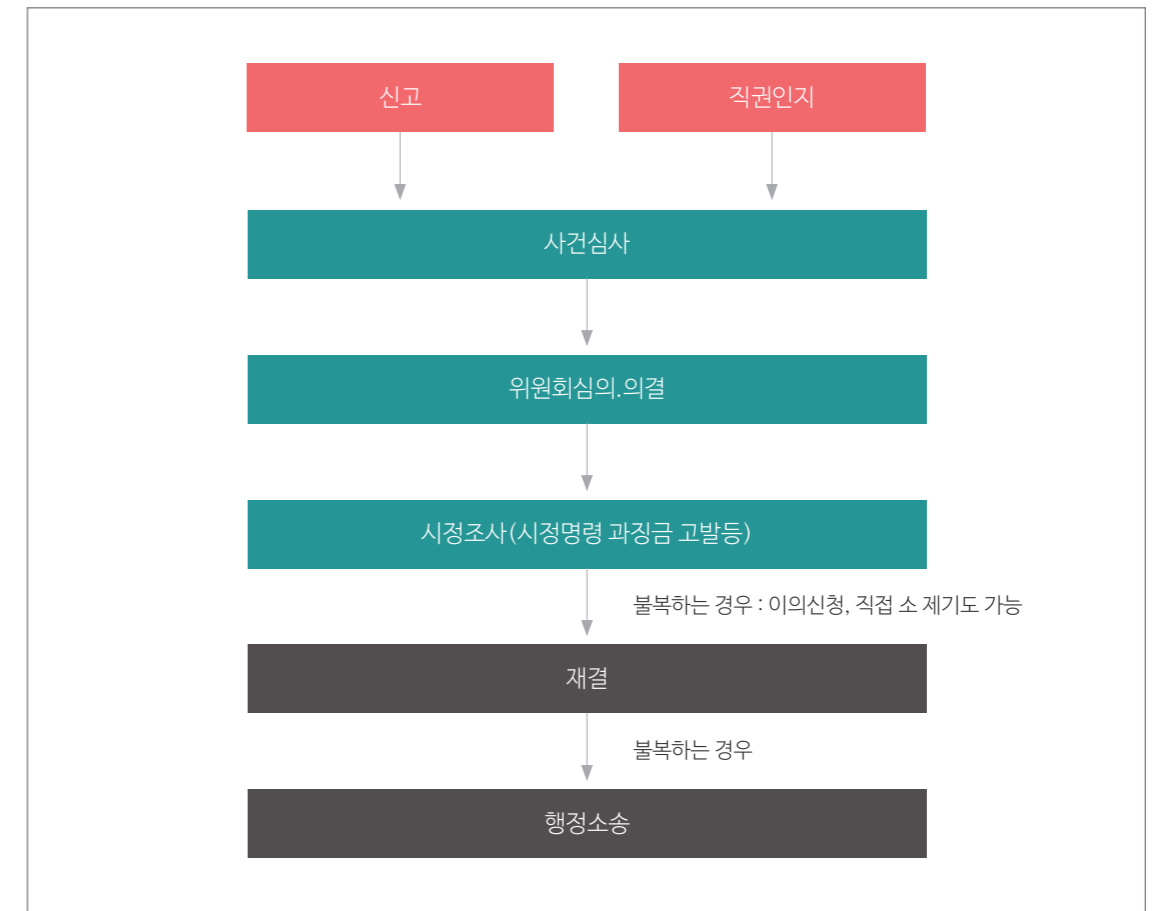 신고
직권인지
사건심사
위원회심의.의결
시정조사(시정명령 과징금 고발등)
불복하는 경우 : 이의신청, 직접 소 제기도 가능
재결
불복하는 경우
행정소송